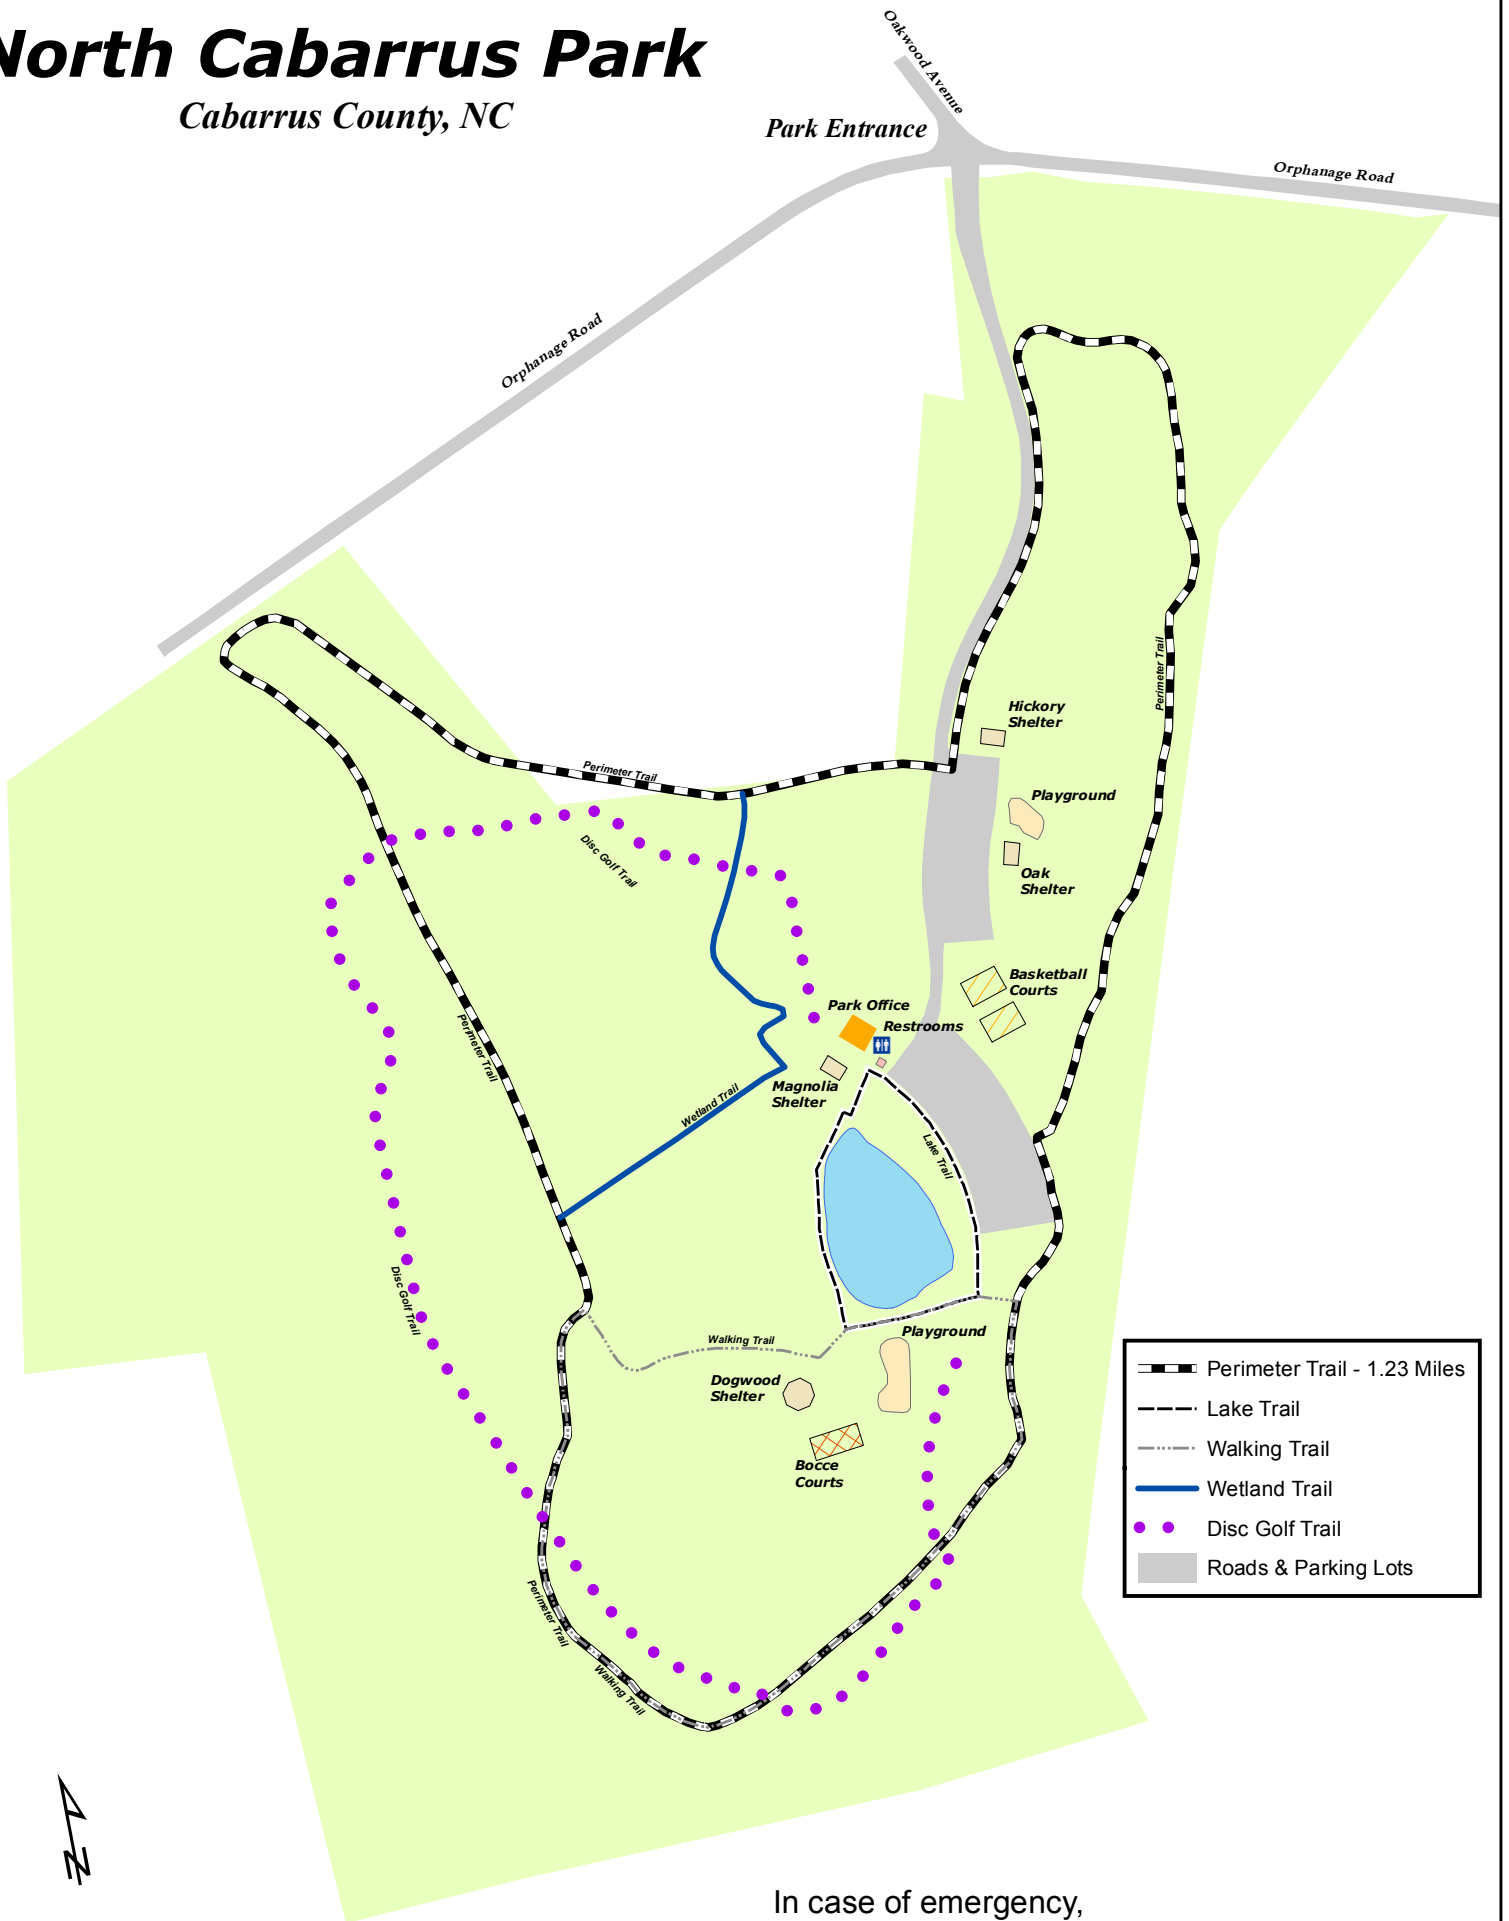 North Cabarrus Park
Cabarrus County, NC
Oakwood Avenue
Park Entrance
Orphanage Road
Orphanage Road
Hickory
Shelter
Perimeter Trail
Perimeter Trail
Playground
Disc Golf Trail
Oak
Shelter
Basketball
Courts
Park Office
Restrooms
Perimeter Trail
Magnolia
Shelter
Wetland Trail
Lake Trail
Disc Golf Trail
Walking Trail
Playground
Dogwood
Shelter
Bocce
Courts
Perimeter Trail
Walking Trail
Perimeter Trail - 1.23 Miles
Lake Trail
Walking Trail
Wetland Trail
Disc Golf Trail
Roads & Parking Lots
N
In case of emergency,